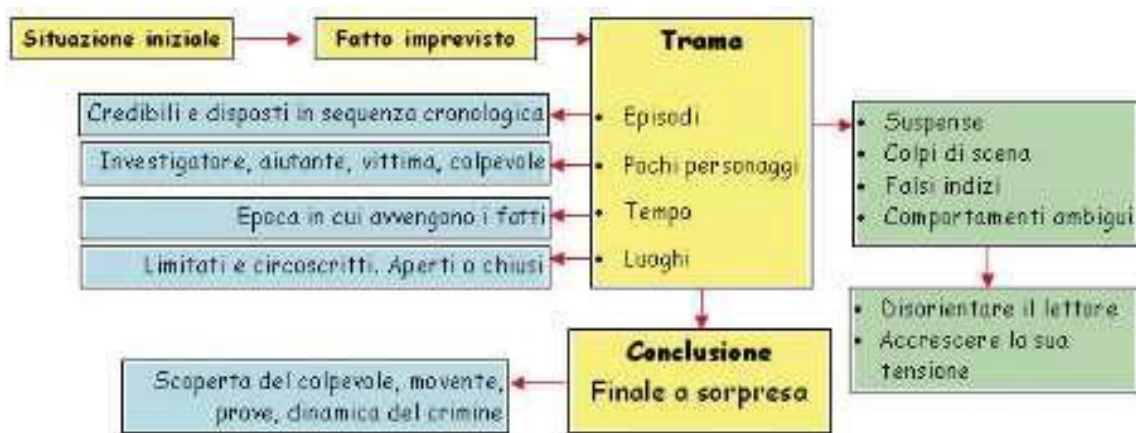 Situazione iniziale
Fatto imprevisto
Trama
• Episodi
• Pochi personaggi
• Tempo
• Luoghi
Credibili e disposti in sequenza cronologica
Investigatore, aiutante, vittima, colpevole
Epoca in cui avvengono i fatti
Limitati e circoscritti. Aperti o chiusi
• Suspense
• Colpi di scena
• Falsi indizi
• Comportamenti ambigui
• Disorientare il lettore
• Accrescere la sua
tensione
Conclusione
Finale a sorpresa
Scoperta del colpevole, movente,
prove, dinamica del crimine